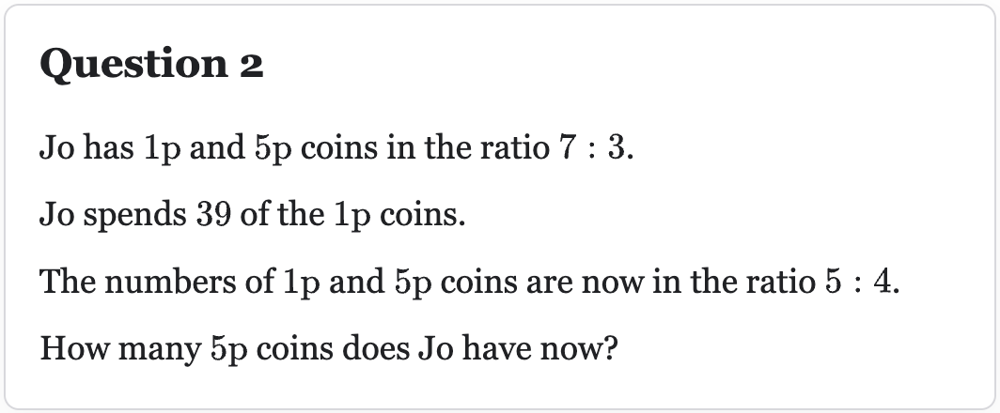 Question 2
Jo has 1p and 5p coins in the ratio 7 : 3.
Jo spends 39 of the 1p coins.
The numbers of 1p and 5p coins are now in the ratio 5 : 4.
How many 5p coins does Jo have now?